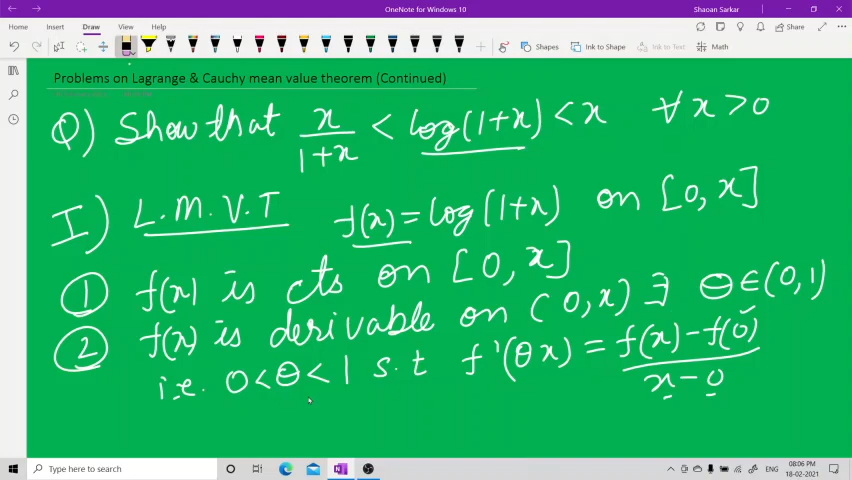 OneNote for Windows 10
Shaoan Sarkar
Home Insert Draw View Help
Share
Shapes Ink to Shape Ink to Text Math
Problems on Lagrange & Cauchy mean value theorem (Continued)
Q) Show that x/(1+x) < log(1+x) < x ∀ x > 0
I) L.M.V.T f(x) = log(1+x) on [0, x]
① f(x) is cts on [0, x]
② f(x) is derivable on (0, x) ∃ θ ∈ (0, 1)
i.e. 0 < θ < 1 s.t f'(θx) = (f(x) - f(0))/(x - 0)
Type here to search
ENG
08:06 PM
18-02-2021